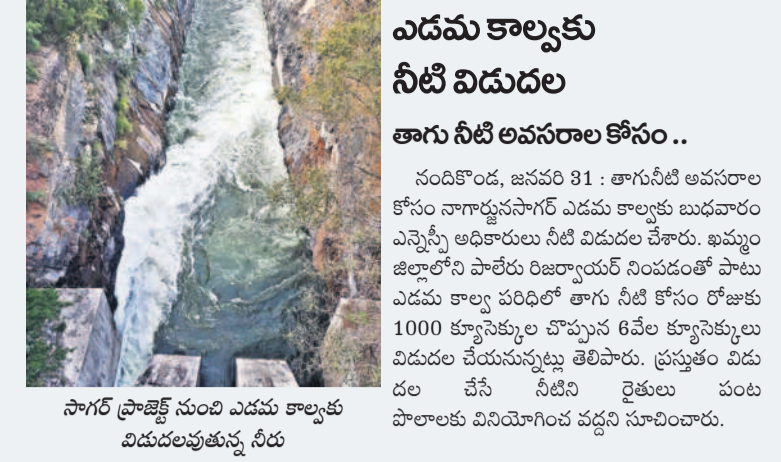 ఎడమ కాల్వకు
నీటి విడుదల
తాగు నీటి అవసరాల కోసం..
నందికొండ, జనవరి 31 : తాగునీటి అవసరాల
కోసం నాగార్జునసాగర్ ఎడమ కాల్వకు బుధవారం
ఎన్నెస్పీ అధికారులు నీటి విడుదల చేశారు. ఖమ్మం
జిల్లాలోని పాలేరు రిజర్వాయర్ నింపడంతో పాటు
ఎడమ కాల్వ పరిధిలో తాగు నీటి కోసం రోజుకు
1000 క్యూసెక్కుల చొప్పున 6వేల క్యూసెక్కులు
విడుదల చేయనున్నట్లు తెలిపారు. ప్రస్తుతం విడు
దల చేసే నీటిని రైతులు పంట
పొలాలకు వినియోగించ వద్దని సూచించారు.
సాగర్ ప్రాజెక్ట్ నుంచి ఎడమ కాల్వకు
విడుదలవుతున్న నీరు